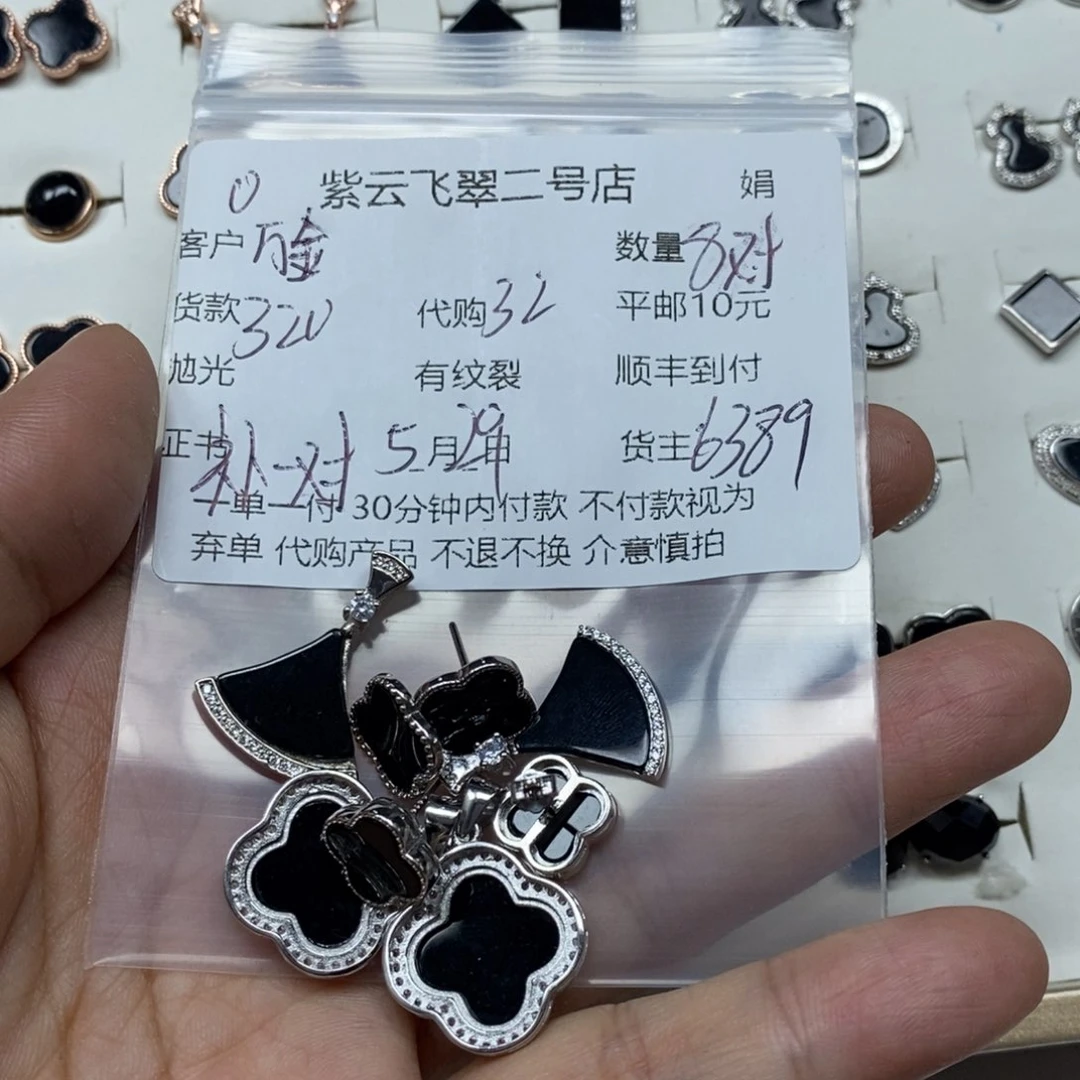 0 紫云飞翠二号店 娟
客户 万金 数量 8对
货款 320 代购 32 平邮10元
抛光 有纹裂 顺丰到付
证书 补一对 5月29日 货主 6389
一单一付 30分钟内付款 不付款视为
弃单 代购产品 不退不换 介意慎拍